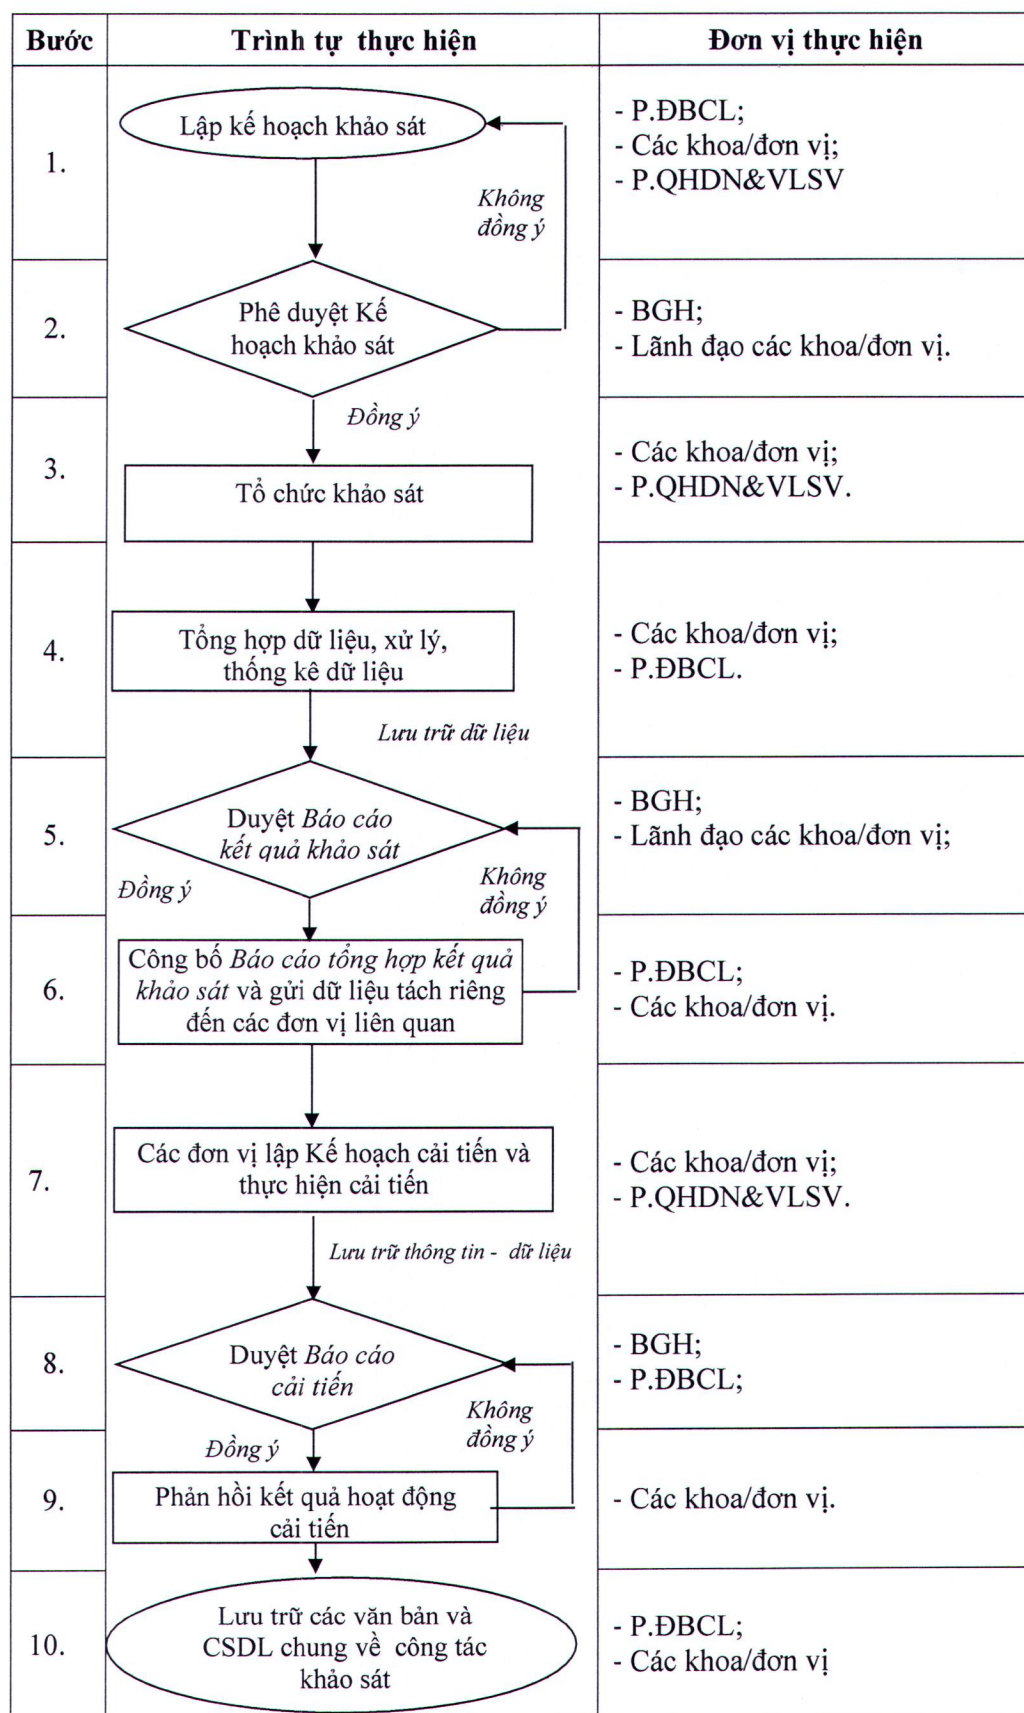 Bước
Trình tự thực hiện
Đơn vị thực hiện
1.
Lập kế hoạch khảo sát
Không
đồng ý
- P.ĐBCL;
- Các khoa/đơn vị;
- P.QHDN&VLSV
2.
Phê duyệt Kế
hoạch khảo sát
- BGH;
- Lãnh đạo các khoa/đơn vị.
Đồng ý
3.
Tổ chức khảo sát
- Các khoa/đơn vị;
- P.QHDN&VLSV.
4.
Tổng hợp dữ liệu, xử lý,
thống kê dữ liệu
- Các khoa/đơn vị;
- P.ĐBCL.
Lưu trữ dữ liệu
5.
Duyệt Báo cáo
kết quả khảo sát
- BGH;
- Lãnh đạo các khoa/đơn vị;
Đồng ý
Không
đồng ý
6.
Công bố Báo cáo tổng hợp kết quả
khảo sát và gửi dữ liệu tách riêng
đến các đơn vị liên quan
- P.ĐBCL;
- Các khoa/đơn vị.
7.
Các đơn vị lập Kế hoạch cải tiến và
thực hiện cải tiến
- Các khoa/đơn vị;
- P.QHDN&VLSV.
Lưu trữ thông tin - dữ liệu
8.
Duyệt Báo cáo
cải tiến
- BGH;
- P.ĐBCL;
Không
đồng ý
Đồng ý
9.
Phản hồi kết quả hoạt động
cải tiến
- Các khoa/đơn vị.
10.
Lưu trữ các văn bản và
CSDL chung về công tác
khảo sát
- P.ĐBCL;
- Các khoa/đơn vị